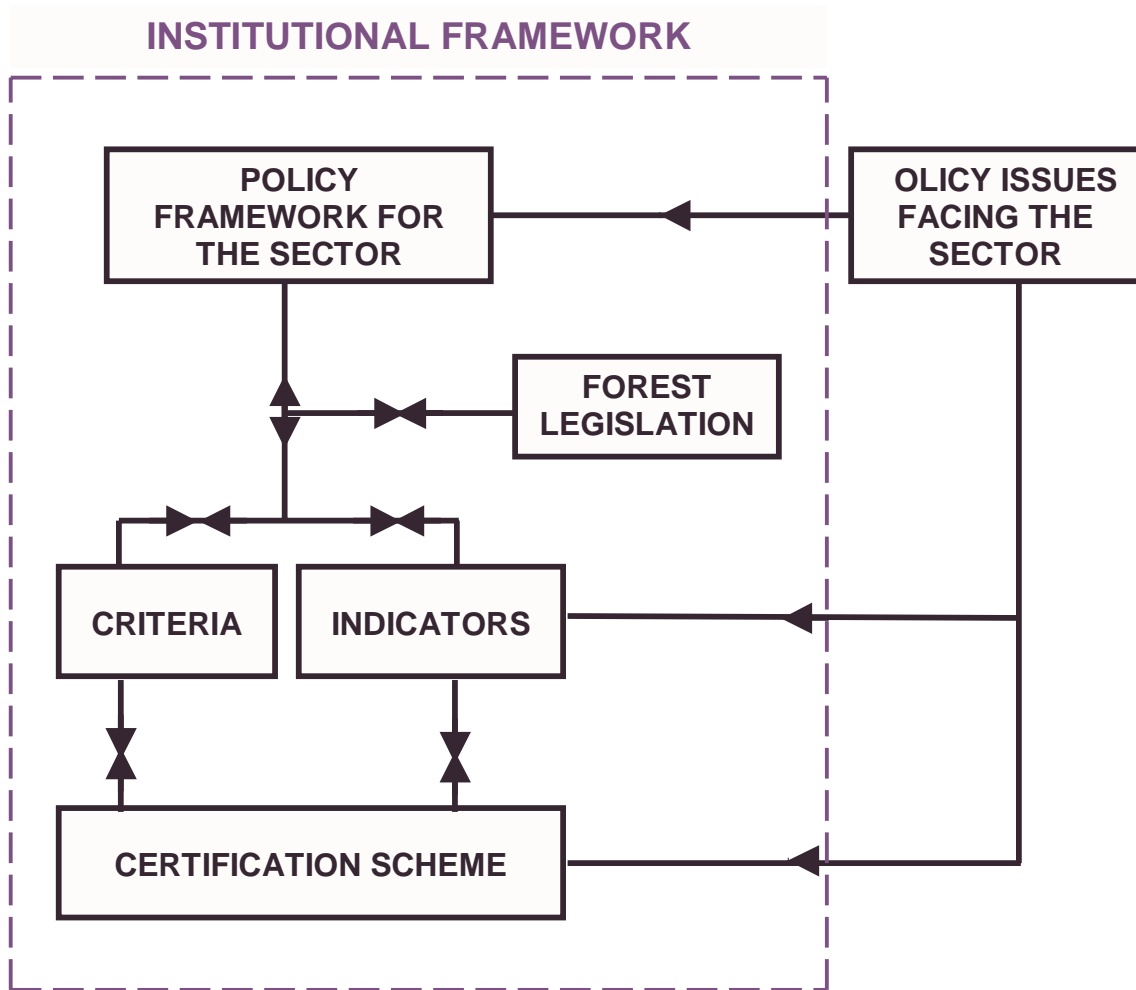 INSTITUTIONAL FRAMEWORK
POLICY
FRAMEWORK FOR
THE SECTOR
OLICY ISSUES
FACING THE
SECTOR
FOREST
LEGISLATION
CRITERIA
INDICATORS
CERTIFICATION SCHEME